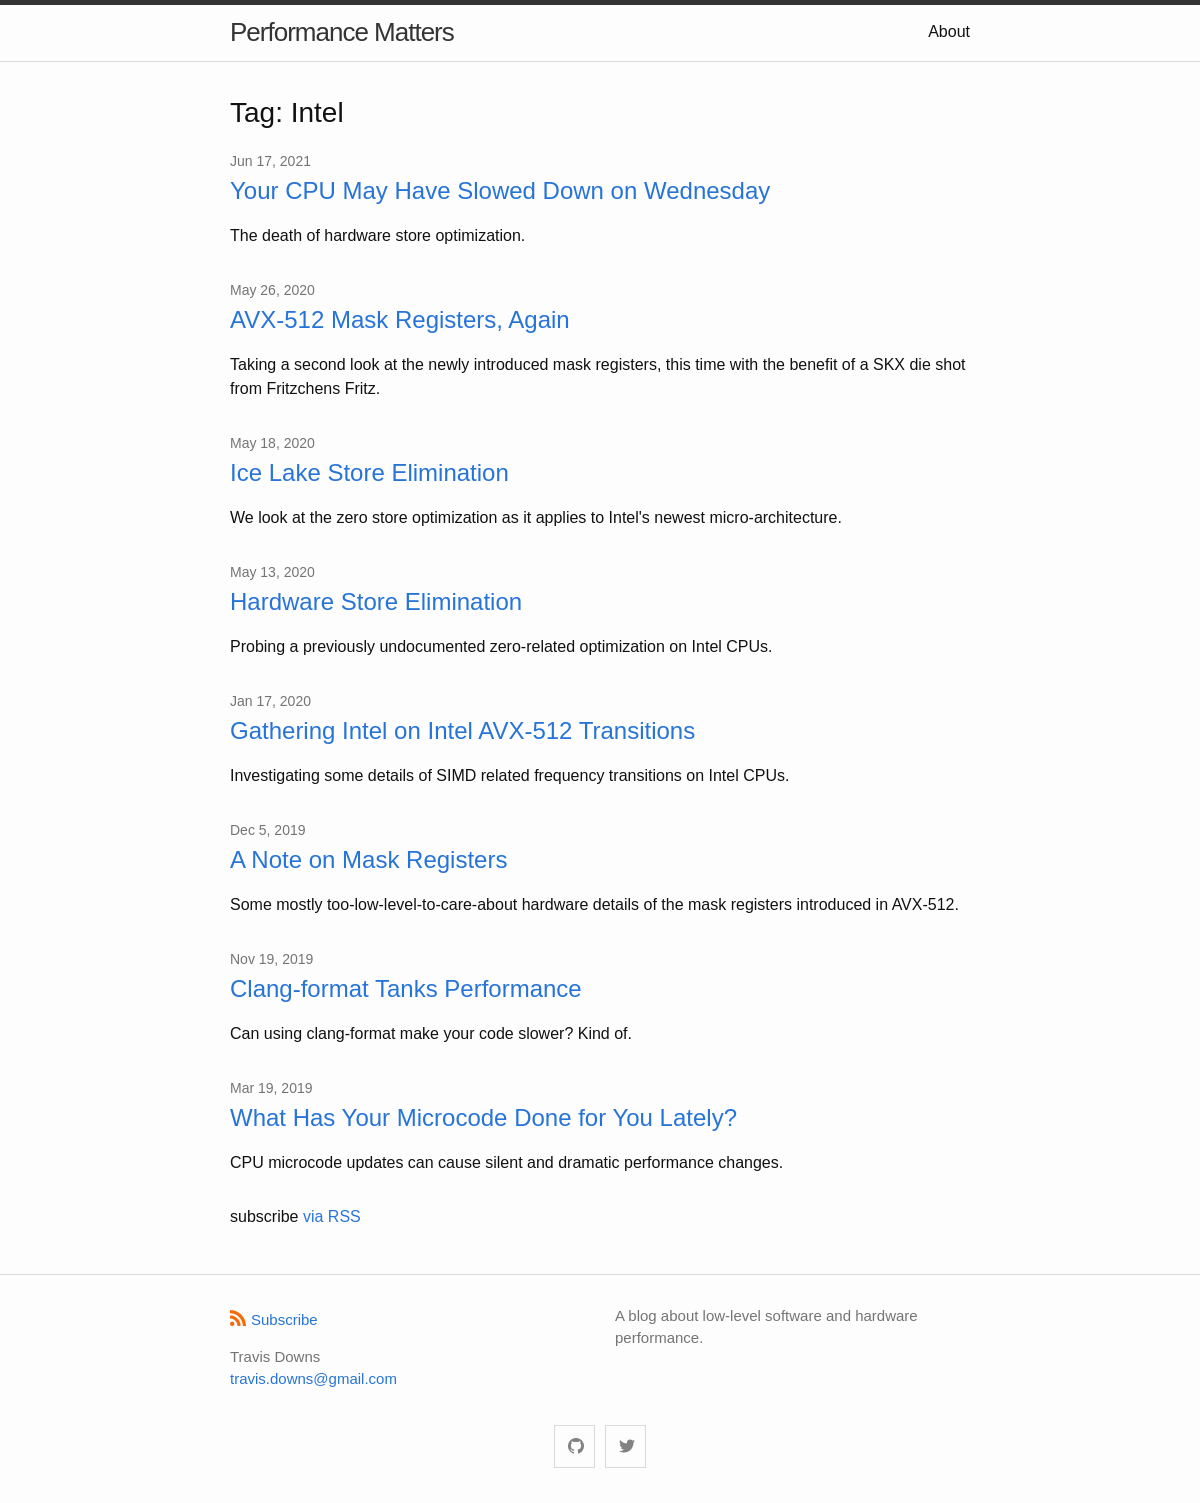 Performance Matters
About
Tag: Intel
Jun 17, 2021
Your CPU May Have Slowed Down on Wednesday
The death of hardware store optimization.
May 26, 2020
AVX-512 Mask Registers, Again
Taking a second look at the newly introduced mask registers, this time with the benefit of a SKX die shot
from Fritzchens Fritz.
May 18, 2020
Ice Lake Store Elimination
We look at the zero store optimization as it applies to Intel's newest micro-architecture.
May 13, 2020
Hardware Store Elimination
Probing a previously undocumented zero-related optimization on Intel CPUs.
Jan 17, 2020
Gathering Intel on Intel AVX-512 Transitions
Investigating some details of SIMD related frequency transitions on Intel CPUs.
Dec 5, 2019
A Note on Mask Registers
Some mostly too-low-level-to-care-about hardware details of the mask registers introduced in AVX-512.
Nov 19, 2019
Clang-format Tanks Performance
Can using clang-format make your code slower? Kind of.
Mar 19, 2019
What Has Your Microcode Done for You Lately?
CPU microcode updates can cause silent and dramatic performance changes.
subscribe via RSS
Subscribe
Travis Downs
travis.downs@gmail.com
A blog about low-level software and hardware
performance.